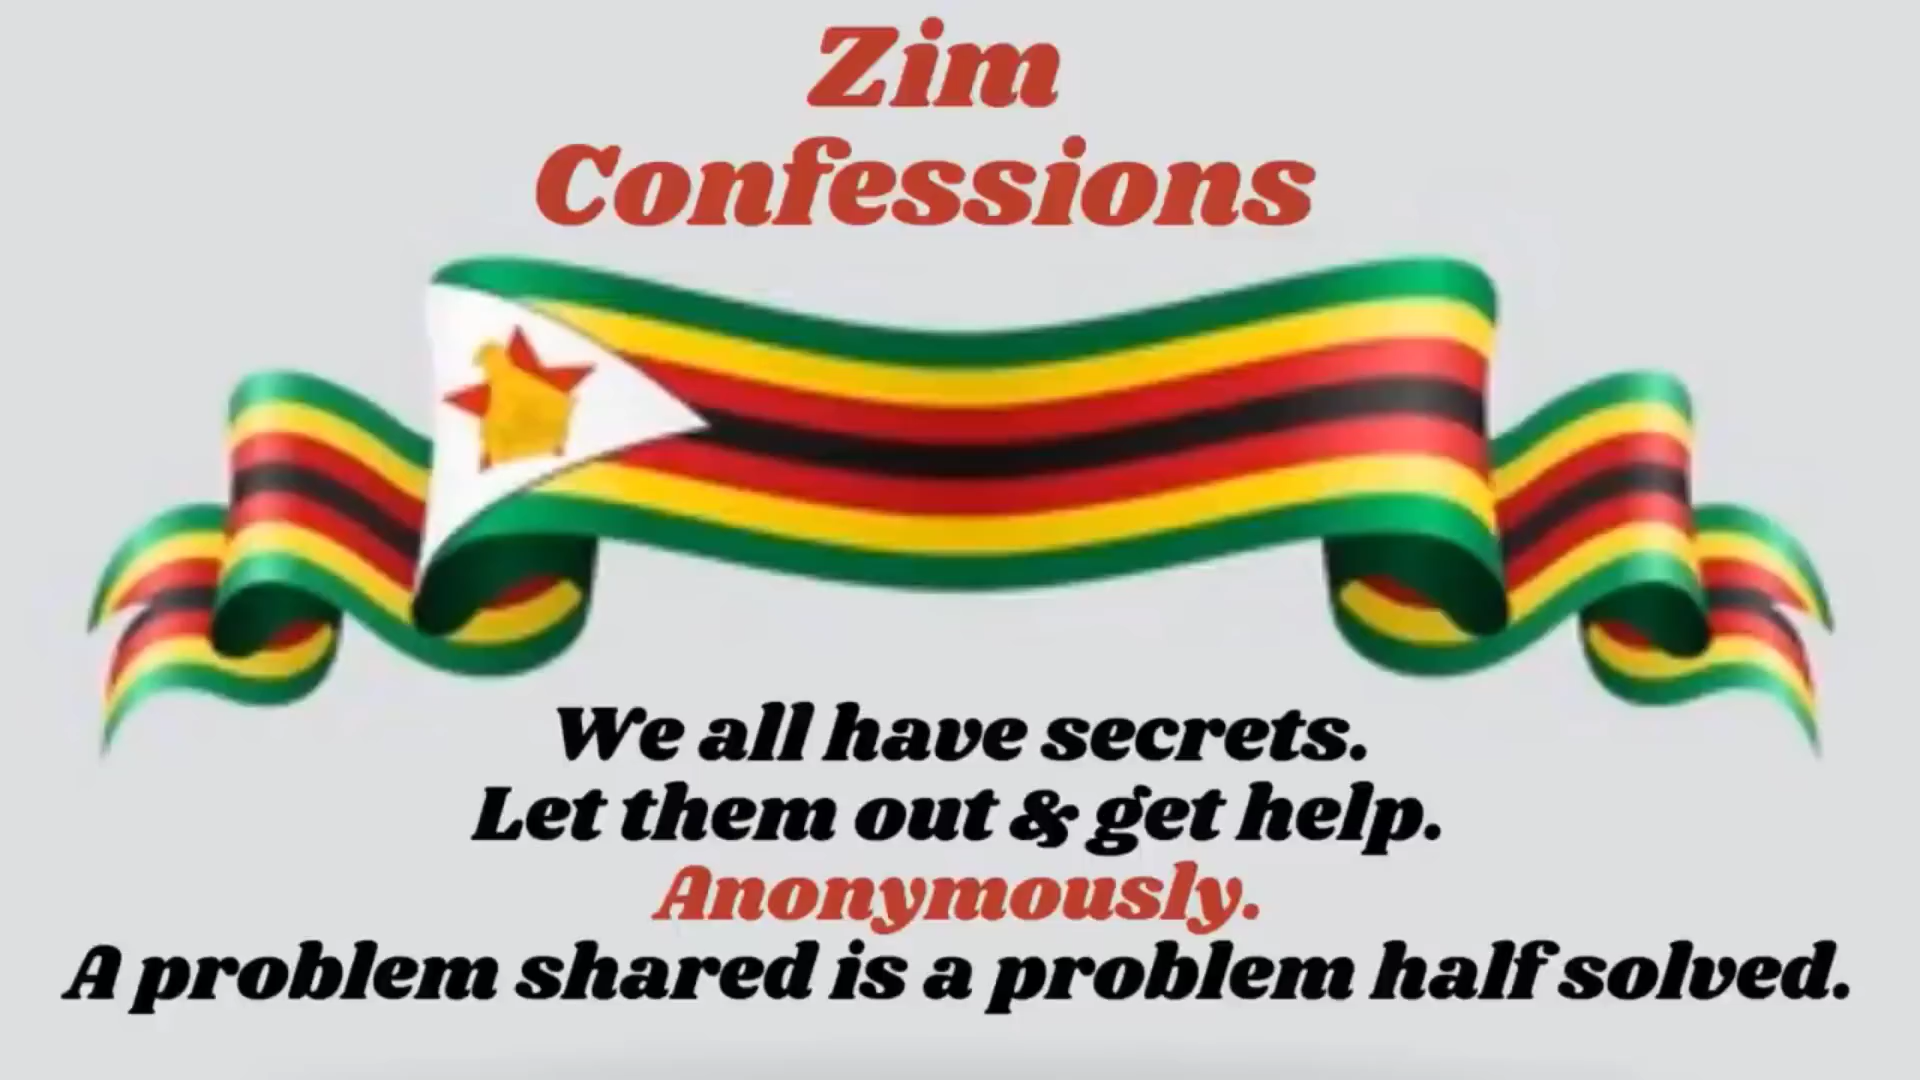 Zim
Confessions
We all have secrets.
Let them out & get help.
Anonymously.
A problem shared is a problem half solved.